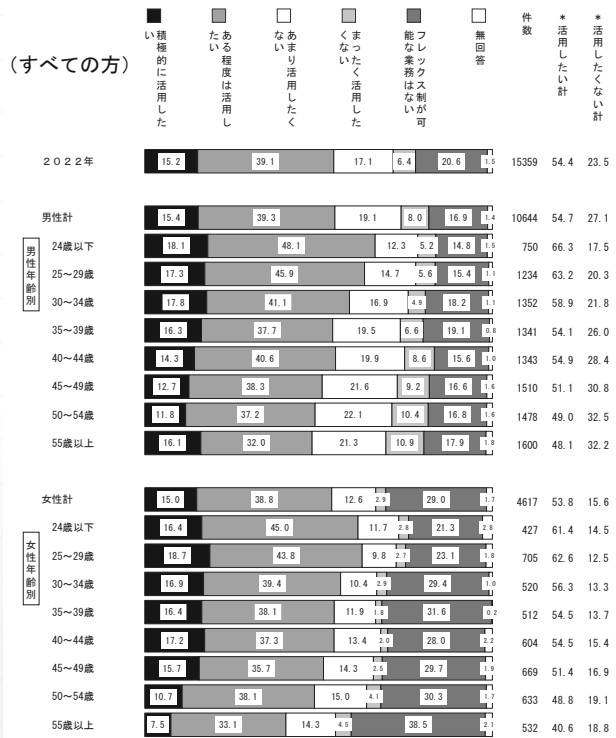 (すべての方)
積極的に活用したい
ある程度は活用したい
あまり活用したくない
まったく活用したくない
フレックス制が可能な業務はない
無回答
件数
*活用したい計
*活用したくない計
2022年 15.2 39.1 17.1 6.4 20.6 1.5 15359 54.4 23.5
男性年齢別
男性計 15.4 39.3 19.1 8.0 16.9 1.4 10644 54.7 27.1
24歳以下 18.1 48.1 12.3 5.2 14.8 1.5 750 66.3 17.5
25~29歳 17.3 45.9 14.7 5.6 15.4 1.1 1234 63.2 20.3
30~34歳 17.8 41.1 16.9 4.9 18.2 1.1 1352 58.9 21.8
35~39歳 16.3 37.7 19.5 6.6 19.1 0.8 1341 54.1 26.0
40~44歳 14.3 40.6 19.9 8.6 15.6 1.0 1343 54.9 28.4
45~49歳 12.7 38.3 21.6 9.2 16.6 1.6 1510 51.1 30.8
50~54歳 11.8 37.2 22.1 10.4 16.8 1.6 1478 49.0 32.5
55歳以上 16.1 32.0 21.3 10.9 17.9 1.8 1600 48.1 32.2
女性年齢別
女性計 15.0 38.8 12.6 2.9 29.0 1.7 4617 53.8 15.6
24歳以下 16.4 45.0 11.7 2.8 21.3 2.8 427 61.4 14.5
25~29歳 18.7 43.8 9.8 2.7 23.1 1.8 705 62.6 12.5
30~34歳 16.9 39.4 10.4 2.9 29.4 1.0 520 56.3 13.3
35~39歳 16.4 38.1 11.9 1.8 31.6 0.2 512 54.5 13.7
40~44歳 17.2 37.3 13.4 2.0 28.0 2.2 604 54.5 15.4
45~49歳 15.7 35.7 14.3 2.5 29.7 1.9 669 51.4 16.9
50~54歳 10.7 38.1 15.0 4.1 30.3 1.7 633 48.8 19.1
55歳以上 7.5 33.1 14.3 4.5 38.5 2.1 532 40.6 18.8